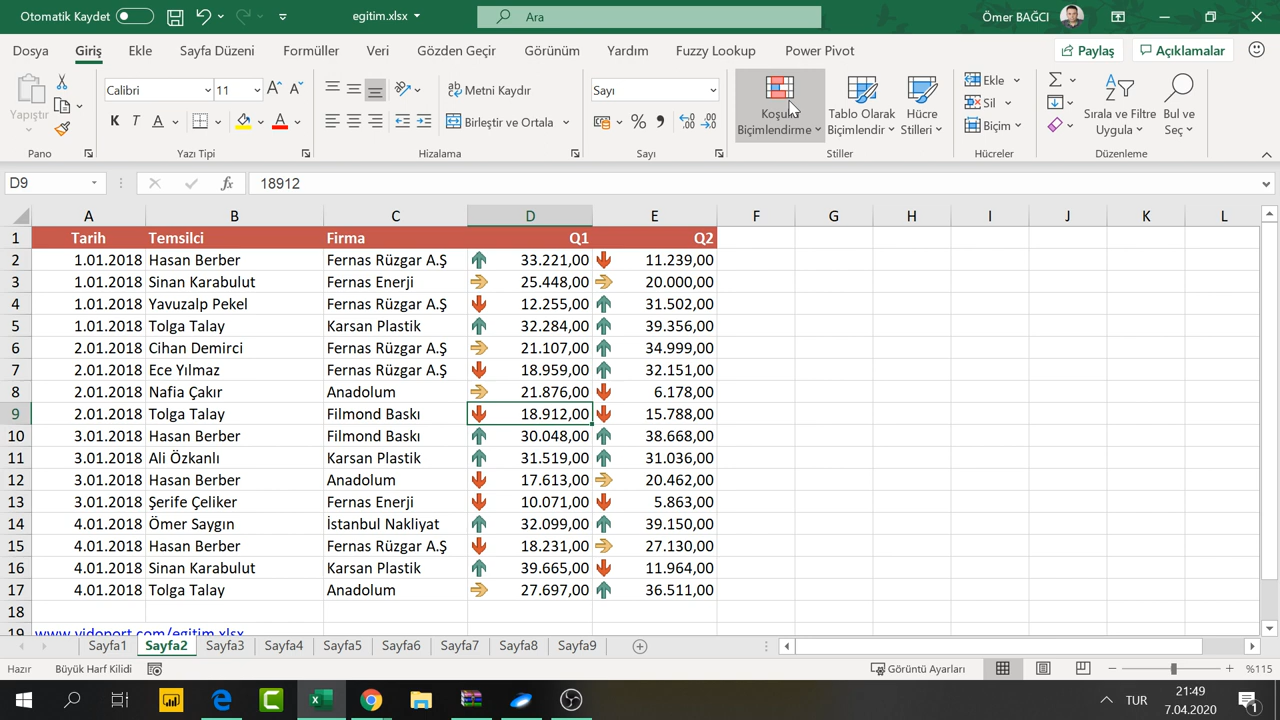 Otomatik Kaydet
egitim.xlsx
Ara
Ömer BAĞCI
Dosya Giriş Ekle Sayfa Düzeni Formüller Veri Gözden Geçir Görünüm Yardım Fuzzy Lookup Power Pivot Paylaş Açıklamalar
Yapıştır
Pano
Calibri 11
K T A
Yazı Tipi
Metni Kaydır
Birleştir ve Ortala
Hizalama
Sayı
Sayı
Koşullu
Biçimlendirme
Tablo Olarak
Biçimlendir
Hücre
Stilleri
Stiller
Ekle
Sil
Biçim
Hücreler
Sırala ve Filtre
Uygula
Bul ve
Seç
Düzenleme
D9 fx 18912
A B C D E F G H I J K L
1 Tarih Temsilci Firma Q1 Q2
2 1.01.2018 Hasan Berber Fernas Rüzgar A.Ş 33.221,00 11.239,00
3 1.01.2018 Sinan Karabulut Fernas Enerji 25.448,00 20.000,00
4 1.01.2018 Yavuzalp Pekel Fernas Rüzgar A.Ş 12.255,00 31.502,00
5 1.01.2018 Tolga Talay Karsan Plastik 32.284,00 39.356,00
6 2.01.2018 Cihan Demirci Fernas Rüzgar A.Ş 21.107,00 34.999,00
7 2.01.2018 Ece Yılmaz Fernas Rüzgar A.Ş 18.959,00 32.151,00
8 2.01.2018 Nafia Çakır Anadolum 21.876,00 6.178,00
9 2.01.2018 Tolga Talay Filmond Baskı 18.912,00 15.788,00
10 3.01.2018 Hasan Berber Filmond Baskı 30.048,00 38.668,00
11 3.01.2018 Ali Özkanlı Karsan Plastik 31.519,00 31.036,00
12 3.01.2018 Hasan Berber Anadolum 17.613,00 20.462,00
13 3.01.2018 Şerife Çeliker Fernas Enerji 10.071,00 5.863,00
14 4.01.2018 Ömer Saygın İstanbul Nakliyat 32.099,00 39.150,00
15 4.01.2018 Hasan Berber Fernas Rüzgar A.Ş 18.231,00 27.130,00
16 4.01.2018 Sinan Karabulut Karsan Plastik 39.665,00 11.964,00
17 4.01.2018 Tolga Talay Anadolum 27.697,00 36.511,00
18
19 www.vidoport.com/egitim.xlsx
Sayfa1 Sayfa2 Sayfa3 Sayfa4 Sayfa5 Sayfa6 Sayfa7 Sayfa8 Sayfa9
Hazır Büyük Harf Kilidi Görüntü Ayarları %115
TUR
21:49
7.04.2020
1